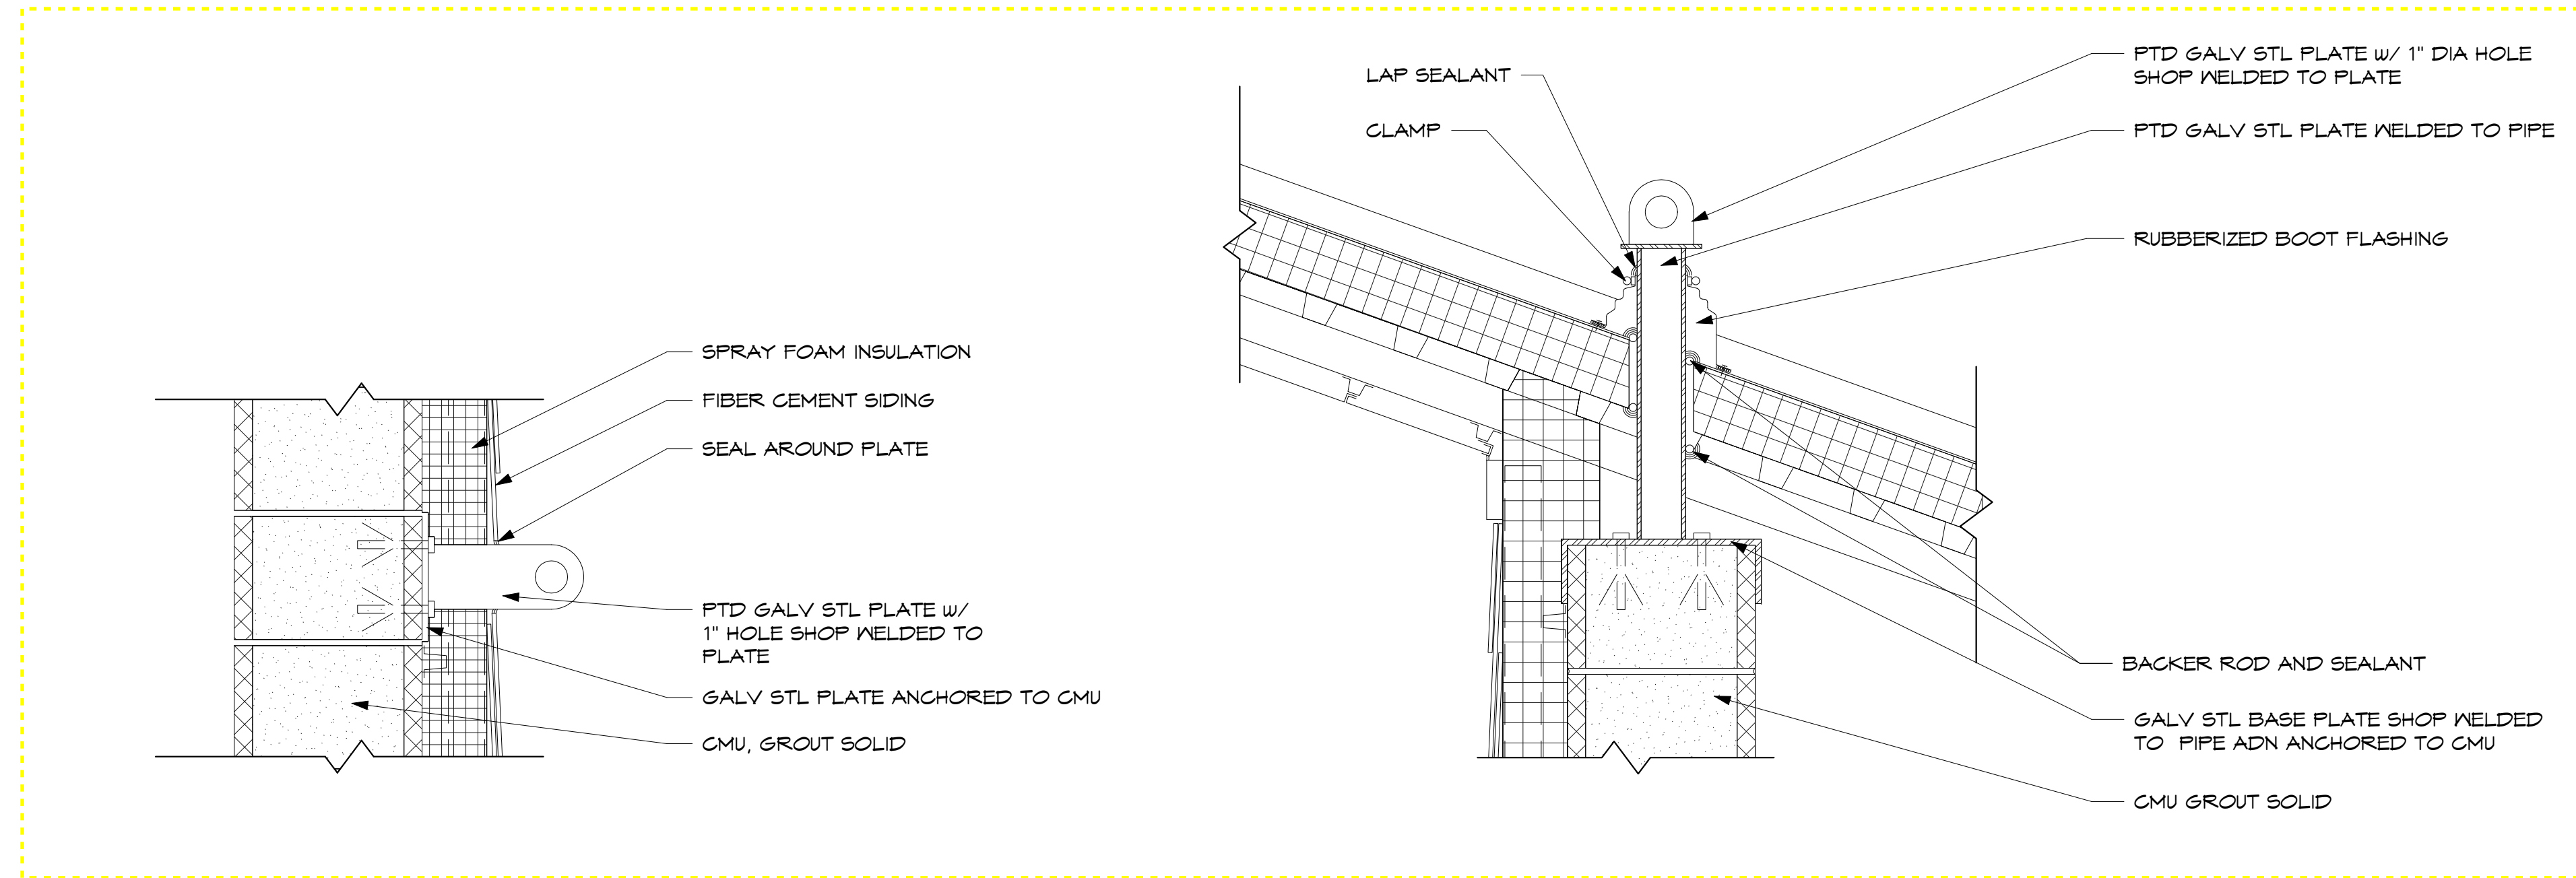 SPRAY FOAM INSULATION
FIBER CEMENT SIDING
SEAL AROUND PLATE
PTD GALV STL PLATE w/
1" HOLE SHOP WELDED TO
PLATE
GALV STL PLATE ANCHORED TO CMU
CMU, GROUT SOLID
LAP SEALANT
CLAMP
PTD GALV STL PLATE w/ 1" DIA HOLE
SHOP WELDED TO PLATE
PTD GALV STL PLATE WELDED TO PIPE
RUBBERIZED BOOT FLASHING
BACKER ROD AND SEALANT
GALV STL BASE PLATE SHOP WELDED
TO PIPE ADN ANCHORED TO CMU
CMU GROUT SOLID